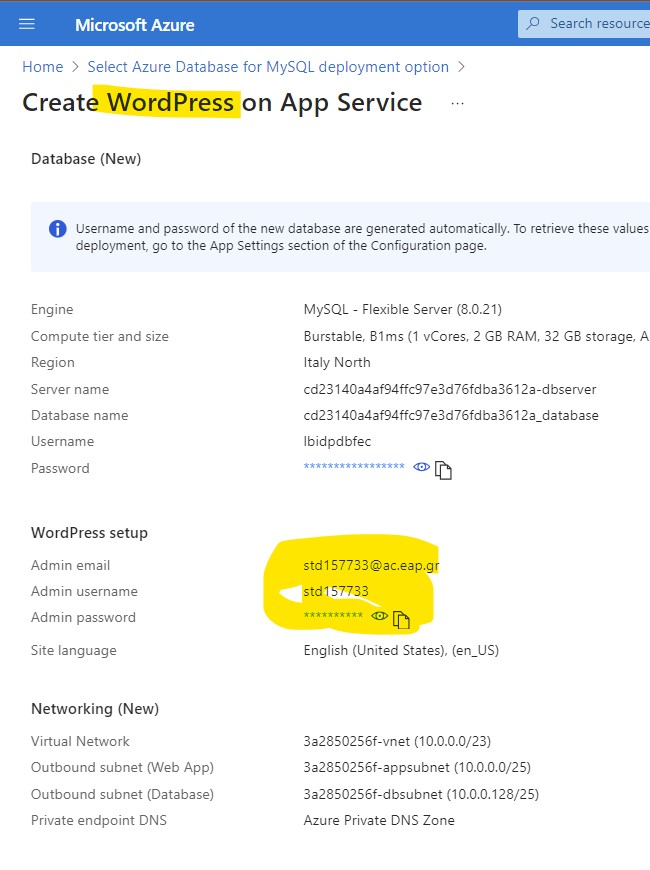 Microsoft Azure
Search resource
Home > Select Azure Database for MySQL deployment option >
Create WordPress on App Service ...
Database (New)
Username and password of the new database are generated automatically. To retrieve these values
deployment, go to the App Settings section of the Configuration page.
Engine MySQL - Flexible Server (8.0.21)
Compute tier and size Burstable, B1ms (1 vCores, 2 GB RAM, 32 GB storage, A
Region Italy North
Server name cd23140a4af94ffc97e3d76fdba3612a-dbserver
Database name cd23140a4af94ffc97e3d76fdba3612a_database
Username lbidpdbfec
Password *****************
WordPress setup
Admin email std157733@ac.eap.gr
Admin username std157733
Admin password **********
Site language English (United States), (en_US)
Networking (New)
Virtual Network 3a2850256f-vnet (10.0.0.0/23)
Outbound subnet (Web App) 3a2850256f-appsubnet (10.0.0.0/25)
Outbound subnet (Database) 3a2850256f-dbsubnet (10.0.0.128/25)
Private endpoint DNS Azure Private DNS Zone